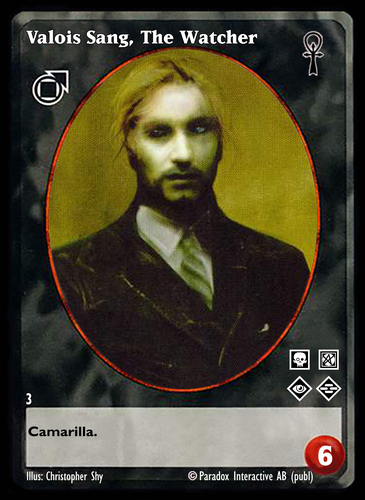 Valois Sang, The Watcher
3
Camarilla.
6
Illus: Christopher Shy © Paradox Interactive AB (publ)